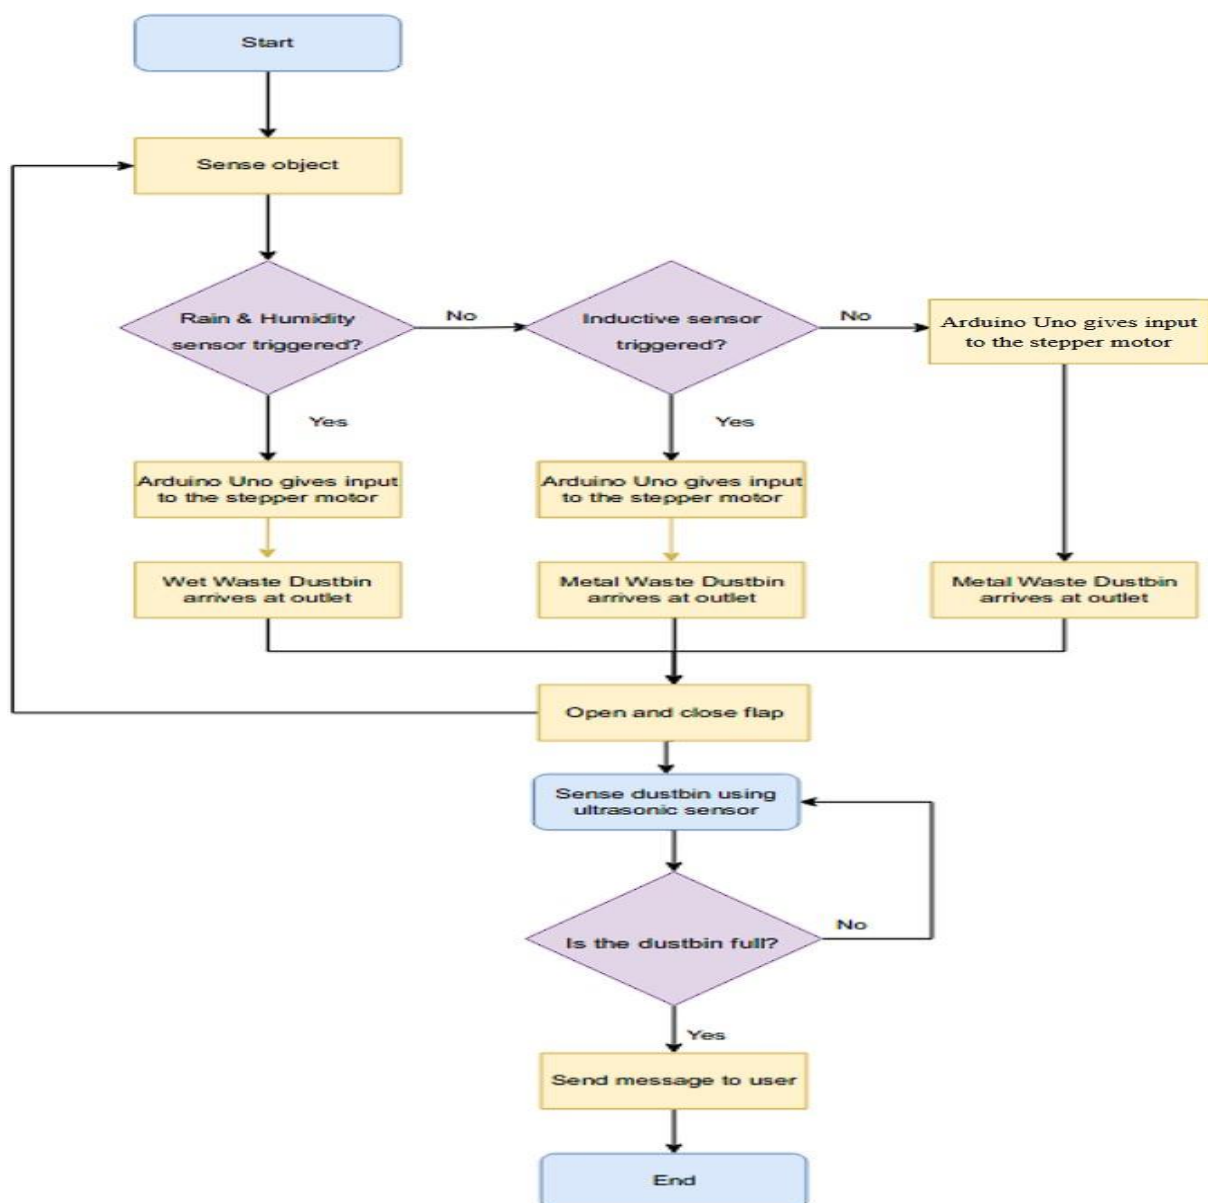 Start
Sense object
Rain & Humidity
sensor triggered?
No
Inductive sensor
triggered?
No
Arduino Uno gives input
to the stepper motor
Yes
Yes
Arduino Uno gives input
to the stepper motor
Arduino Uno gives input
to the stepper motor
Wet Waste Dustbin
arrives at outlet
Metal Waste Dustbin
arrives at outlet
Metal Waste Dustbin
arrives at outlet
Open and close flap
Sense dustbin using
ultrasonic sensor
Is the dustbin full?
No
Yes
Send message to user
End